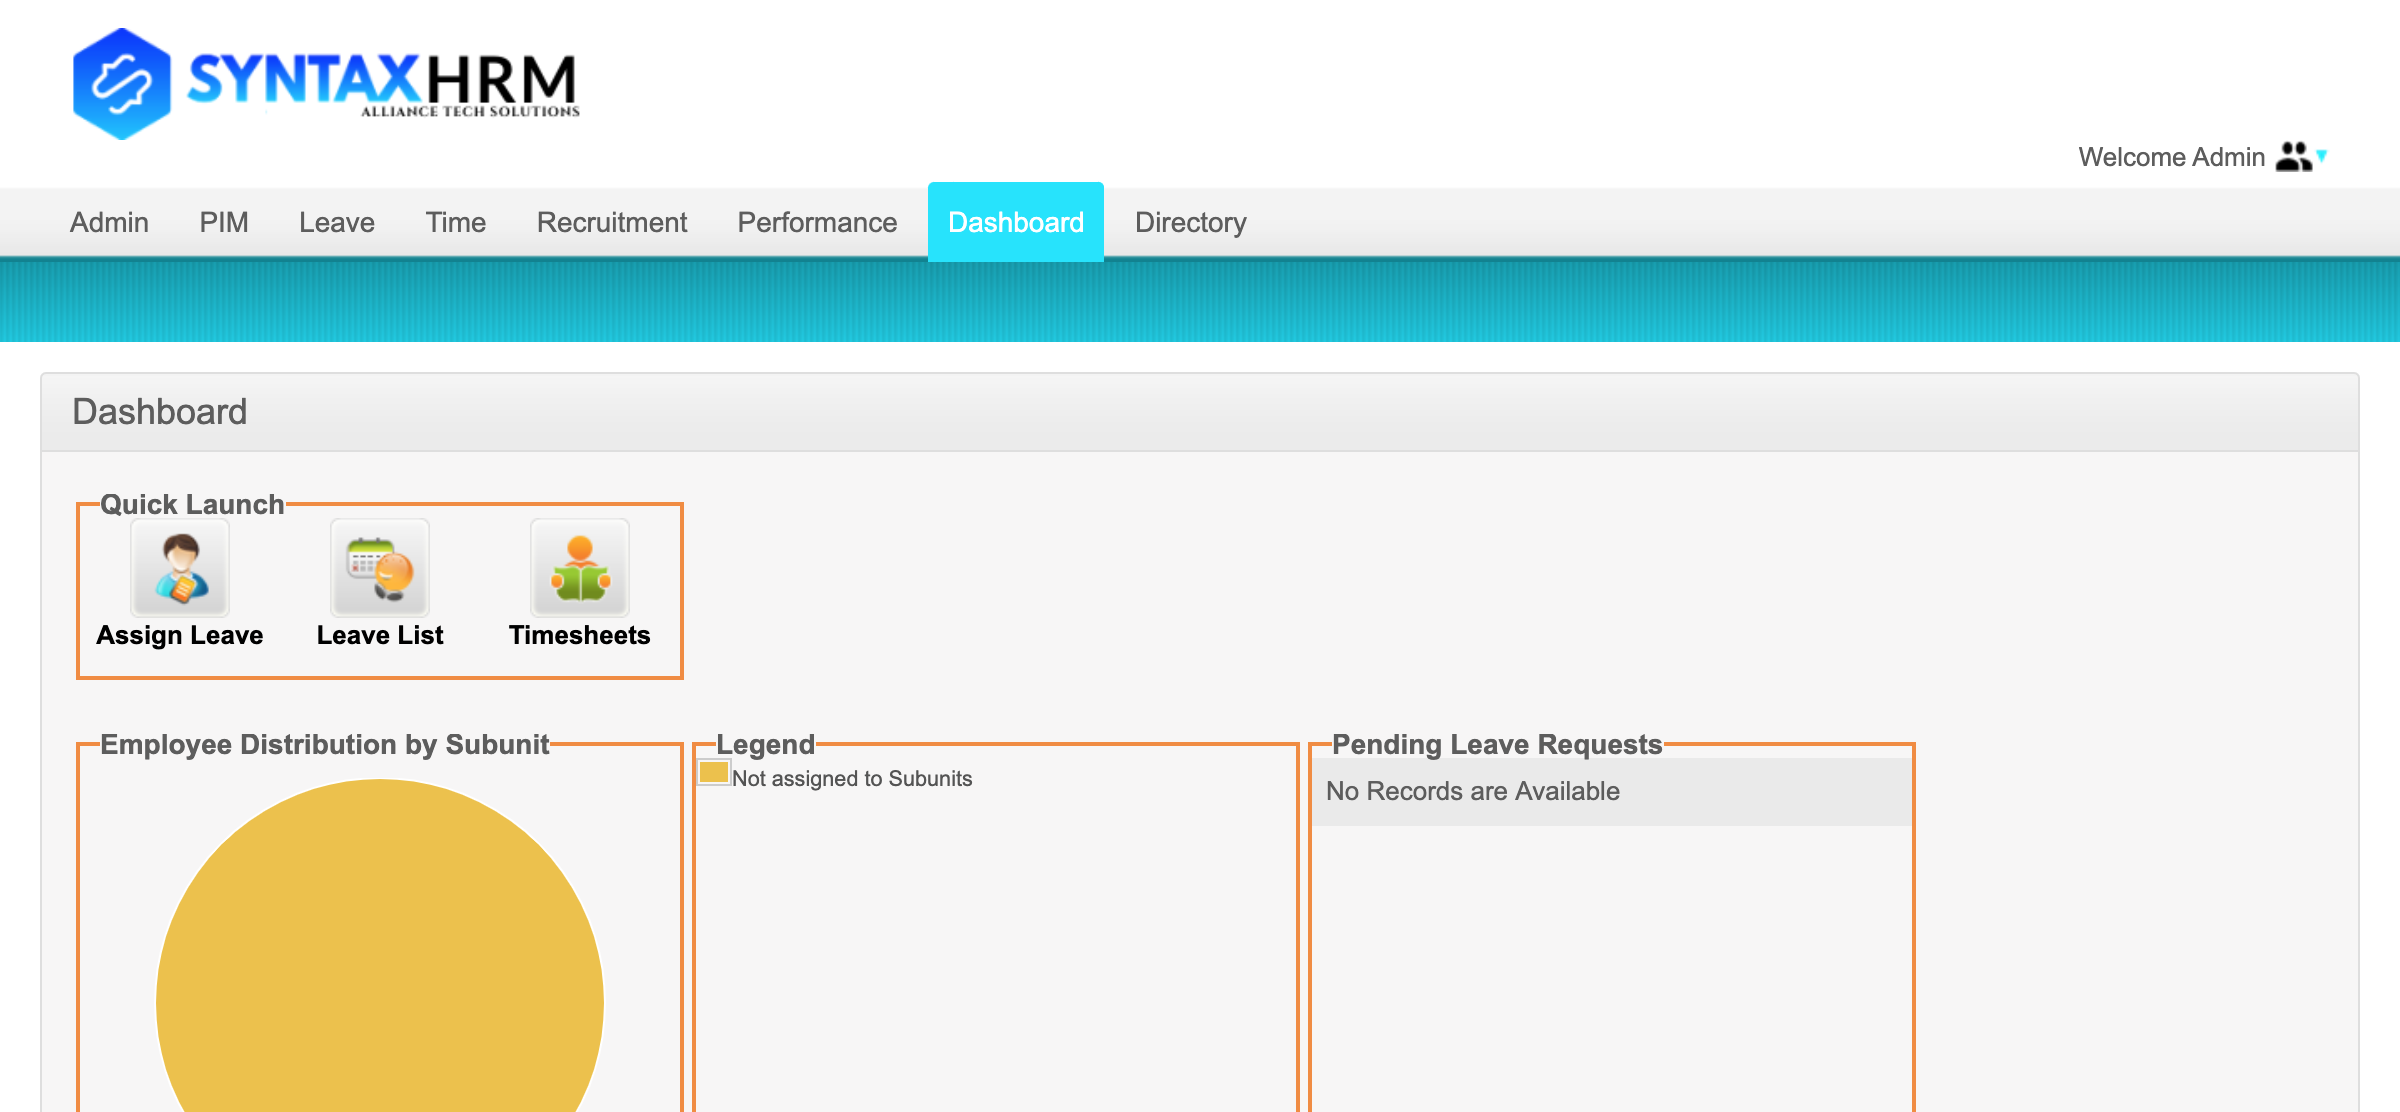 SYNTAXHRM
ALLIANCE TECH SOLUTIONS
Welcome Admin
Admin PIM Leave Time Recruitment Performance Dashboard Directory
Dashboard
Quick Launch
Assign Leave Leave List Timesheets
Employee Distribution by Subunit
Legend
Not assigned to Subunits
Pending Leave Requests
No Records are Available